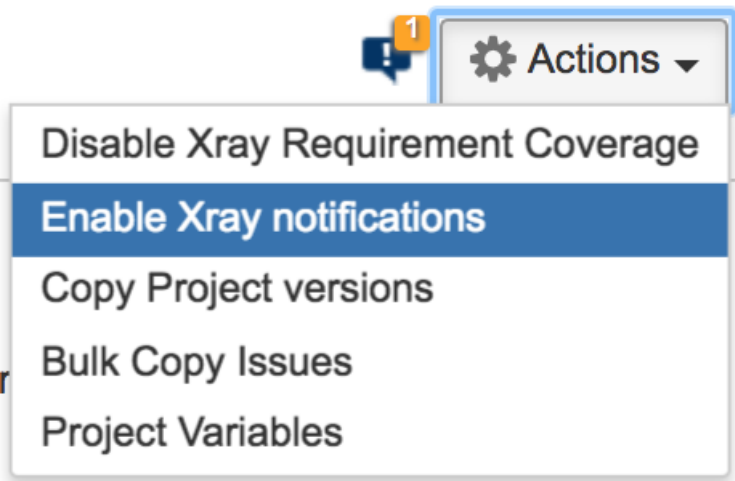 1
Actions
Disable Xray Requirement Coverage
Enable Xray notifications
Copy Project versions
Bulk Copy Issues
r
Project Variables